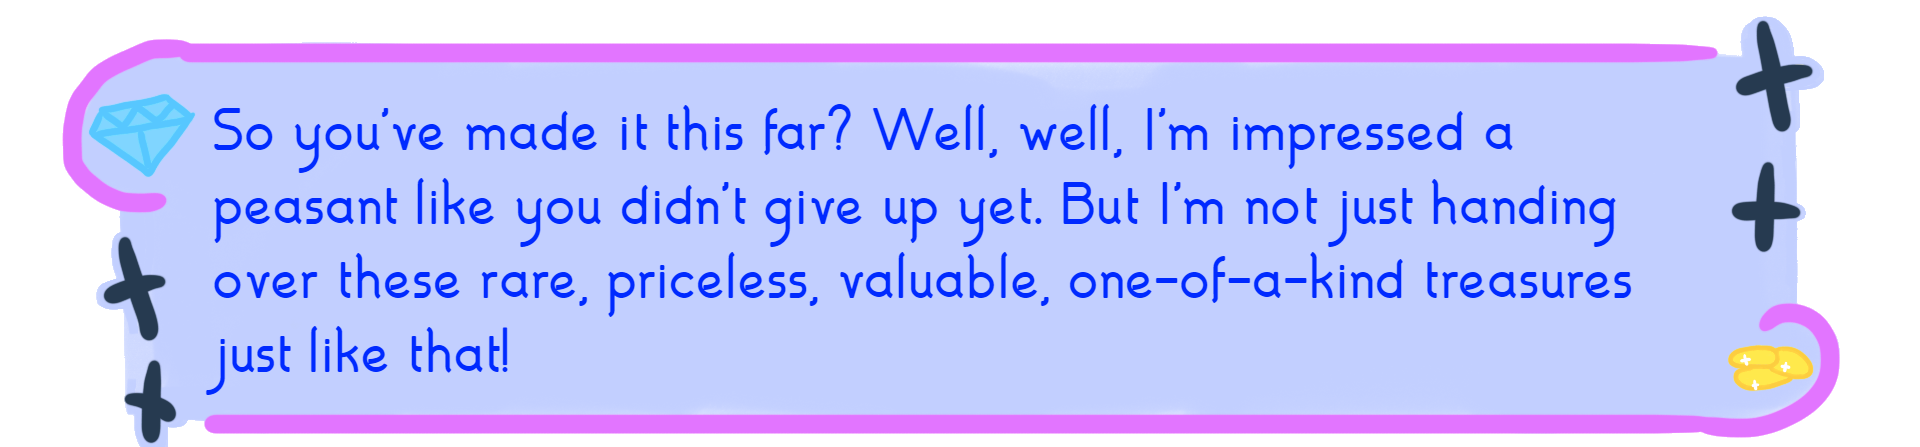 So you've made it this far? Well, well, I'm impressed a
peasant like you didn't give up yet. But I'm not just handing
over these rare, priceless, valuable, one-of-a-kind treasures
just like that!